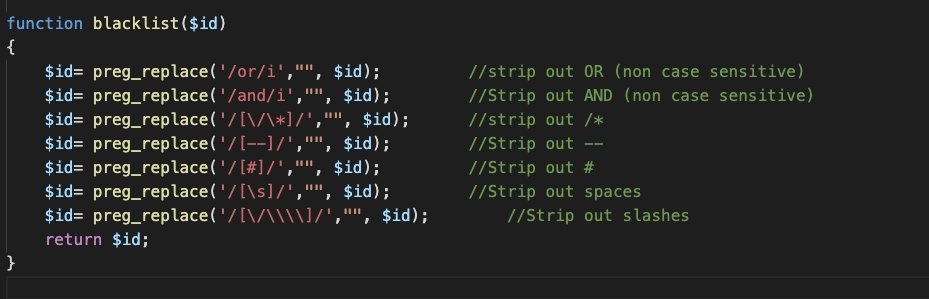 function blacklist($id)
{
    $id= preg_replace('/or/i',"", $id);         //strip out OR (non case sensitive)
    $id= preg_replace('/and/i',"", $id);        //Strip out AND (non case sensitive)
    $id= preg_replace('/[\/\*]/',"", $id);      //strip out /*
    $id= preg_replace('/[--]/',"", $id);        //Strip out --
    $id= preg_replace('/[#]/',"", $id);         //Strip out #
    $id= preg_replace('/[\s]/',"", $id);        //Strip out spaces
    $id= preg_replace('/[\/\\\\]/',"", $id);        //Strip out slashes
    return $id;
}